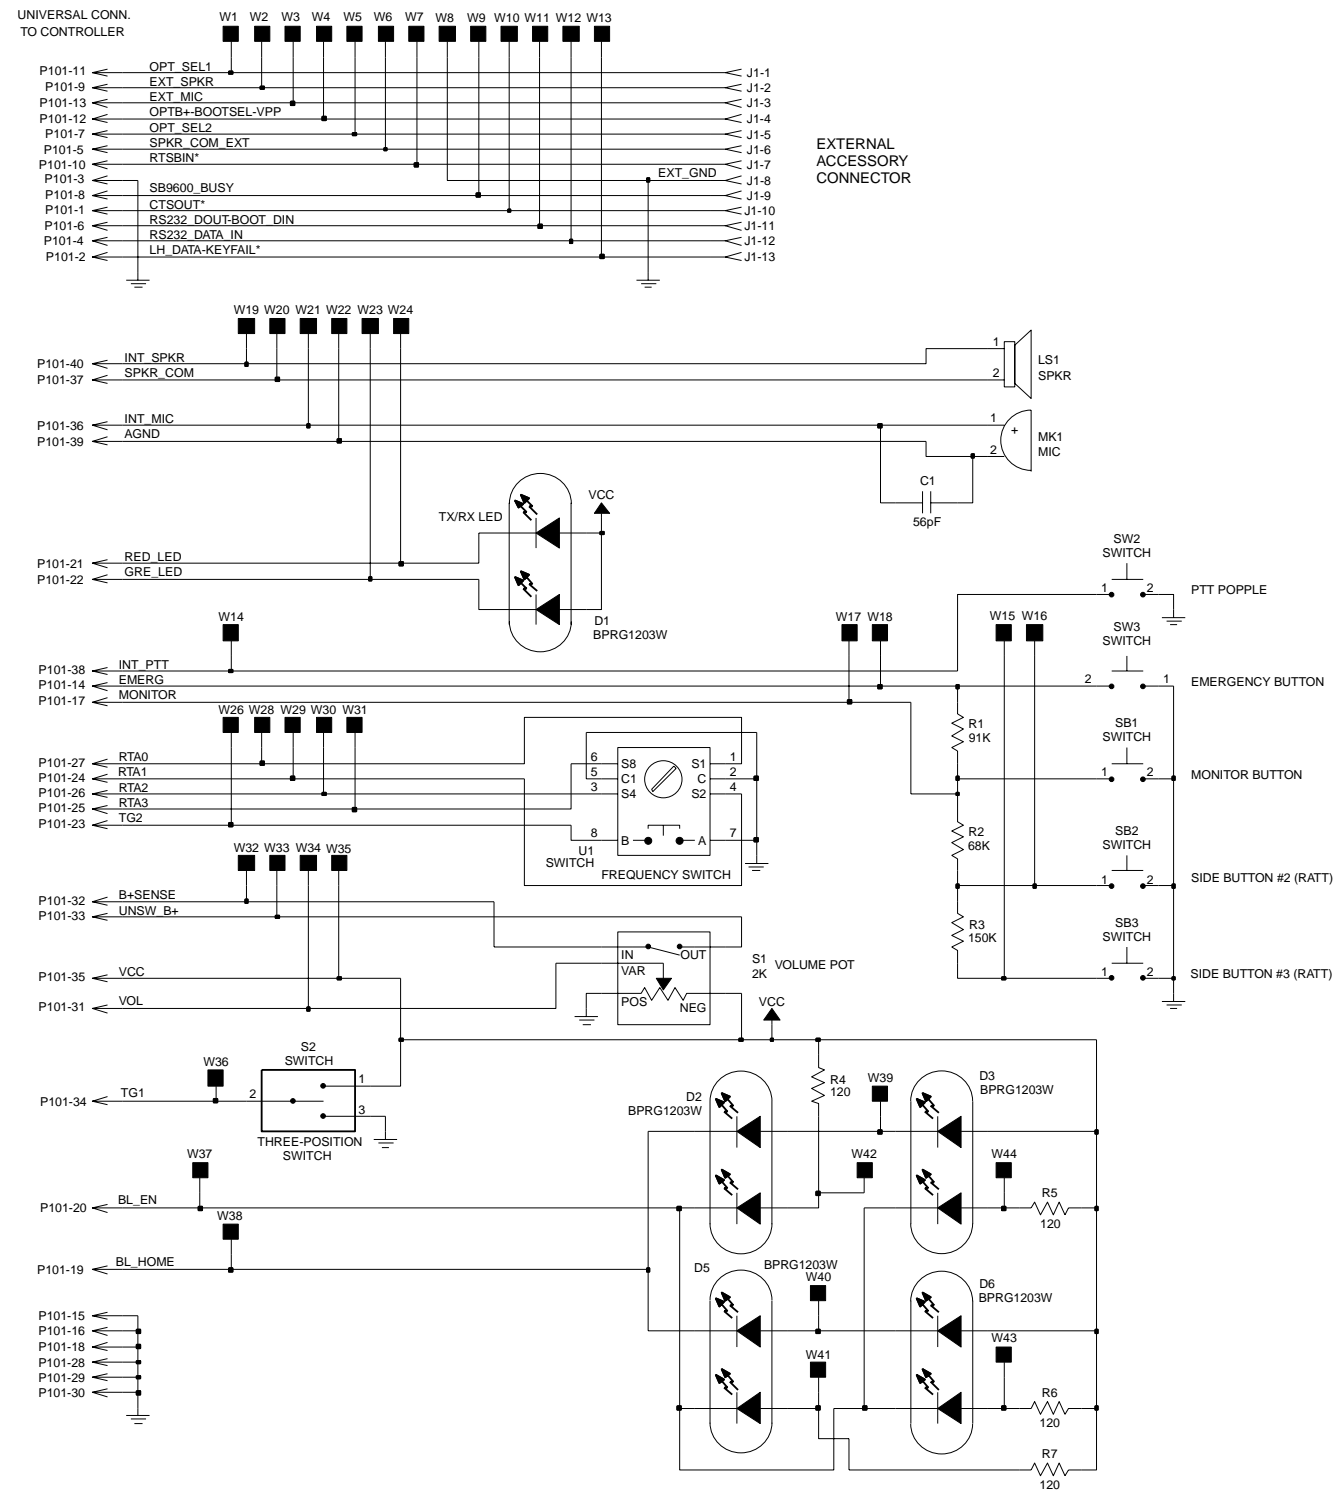 UNIVERSAL CONN.
TO CONTROLLER
W1 W2 W3 W4 W5 W6 W7 W8 W9 W10 W11 W12 W13
P101-11 OPT_SEL1 J1-1
P101-9 EXT_SPKR J1-2
P101-13 EXT_MIC J1-3
P101-12 OPTB+-BOOTSEL-VPP J1-4
P101-7 OPT_SEL2 J1-5
P101-5 SPKR_COM_EXT J1-6
P101-10 RTSBIN* J1-7
P101-3 EXT_GND J1-8
P101-8 SB9600_BUSY J1-9
P101-1 CTSOUT* J1-10
P101-6 RS232_DOUT-BOOT_DIN J1-11
P101-4 RS232_DATA_IN J1-12
P101-2 LH_DATA-KEYFAIL* J1-13
EXTERNAL
ACCESSORY
CONNECTOR
W19 W20 W21 W22 W23 W24
P101-40 INT_SPKR 1
P101-37 SPKR_COM 2
LS1
SPKR
P101-36 INT_MIC 1
P101-39 AGND 2
+
MK1
MIC
C1
56pF
TX/RX LED
VCC
P101-21 RED_LED
P101-22 GRE_LED
D1
BPRG1203W
SW2
SWITCH
1 2
PTT POPPLE
W14 W17 W18 W15 W16
SW3
SWITCH
P101-38 INT_PTT
P101-14 EMERG 2 1
EMERGENCY BUTTON
P101-17 MONITOR
W26 W28 W29 W30 W31
R1
91K
SB1
SWITCH
1 2
MONITOR BUTTON
P101-27 RTA0 6 S8 S1 1
P101-24 RTA1 5 C1 C 2
P101-26 RTA2 3 S4 S2 4
P101-25 RTA3
P101-23 TG2 8 B A 7
U1
SWITCH
FREQUENCY SWITCH
R2
68K
SB2
SWITCH
1 2
SIDE BUTTON #2 (RATT)
W32 W33 W34 W35
P101-32 B+SENSE
P101-33 UNSW_B+
R3
150K
SB3
SWITCH
1 2
SIDE BUTTON #3 (RATT)
IN OUT
VAR
POS NEG
S1
2K
VOLUME POT
P101-35 VCC
P101-31 VOL
VCC
S2
SWITCH
W36
P101-34 TG1 2
1
3
THREE-POSITION
SWITCH
R4
120
W39
D2
BPRG1203W
D3
BPRG1203W
W37
W42 W44
P101-20 BL_EN
R5
120
W38
P101-19 BL_HOME
D5
BPRG1203W
W40
D6
BPRG1203W
P101-15
P101-16
P101-18
P101-28
P101-29
P101-30
W41
W43
R6
120
R7
120